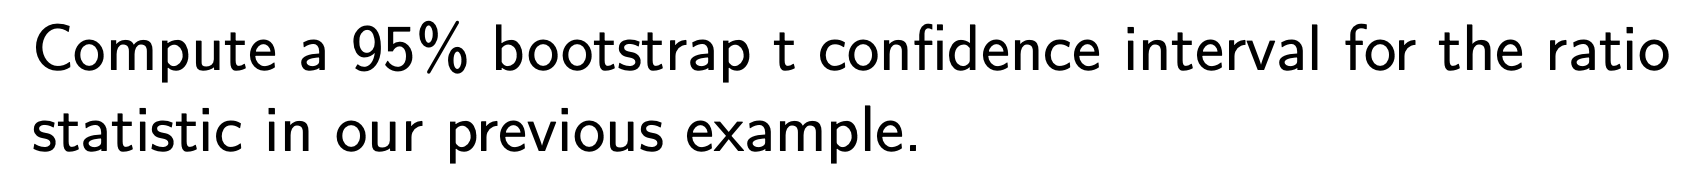 Compute a 95% bootstrap t confidence interval for the ratio
statistic in our previous example.